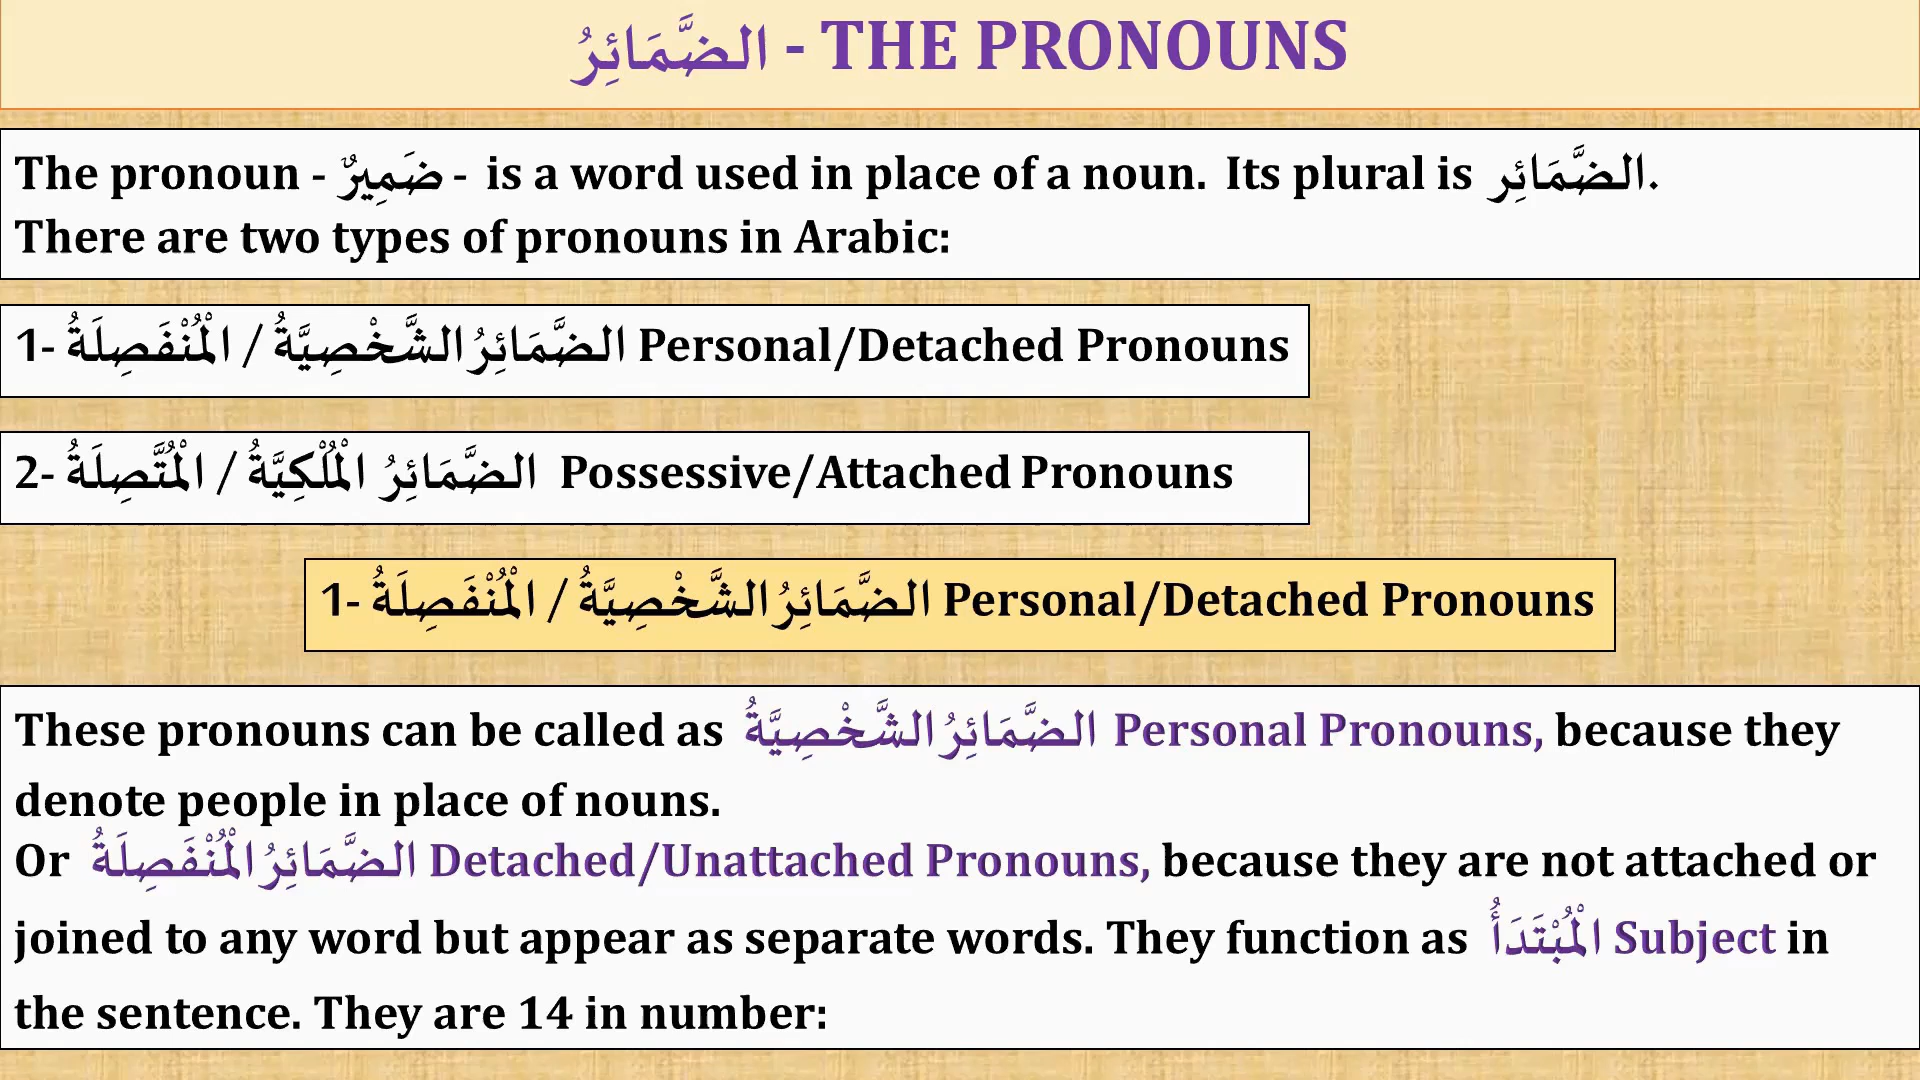 الضَّمَائِرُ - THE PRONOUNS
The pronoun - ضَمِيرٌ - is a word used in place of a noun. Its plural is الضَّمَائِر.
There are two types of pronouns in Arabic:
1- الضَّمَائِرُ الشَّخْصِيَّةُ / الْمُنْفَصِلَةُ Personal/Detached Pronouns
2- الضَّمَائِرُ الْمُلْكِيَّةُ / الْمُتَّصِلَةُ Possessive/Attached Pronouns
1- الضَّمَائِرُ الشَّخْصِيَّةُ / الْمُنْفَصِلَةُ Personal/Detached Pronouns
These pronouns can be called as الضَّمَائِرُ الشَّخْصِيَّةُ Personal Pronouns, because they
denote people in place of nouns.
Or الضَّمَائِرُ الْمُنْفَصِلَةُ Detached/Unattached Pronouns, because they are not attached or
joined to any word but appear as separate words. They function as الْمُبْتَدَأُ Subject in
the sentence. They are 14 in number: